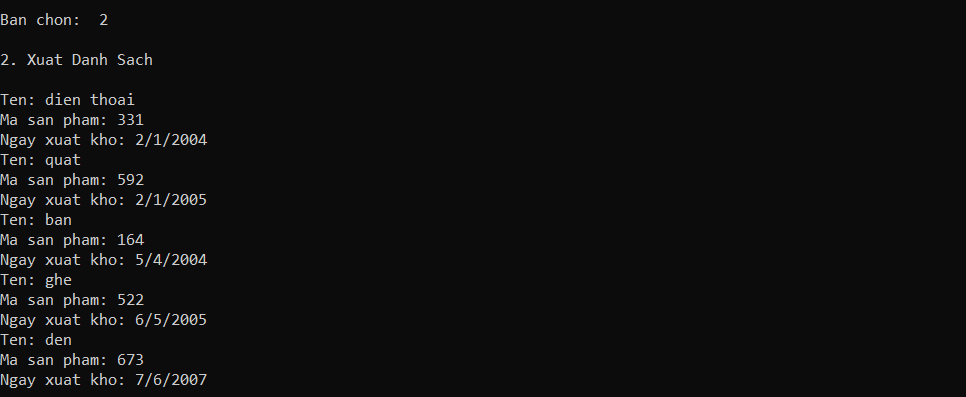 Ban chon:  2
2. Xuat Danh Sach
Ten: dien thoai
Ma san pham: 331
Ngay xuat kho: 2/1/2004
Ten: quat
Ma san pham: 592
Ngay xuat kho: 2/1/2005
Ten: ban
Ma san pham: 164
Ngay xuat kho: 5/4/2004
Ten: ghe
Ma san pham: 522
Ngay xuat kho: 6/5/2005
Ten: den
Ma san pham: 673
Ngay xuat kho: 7/6/2007